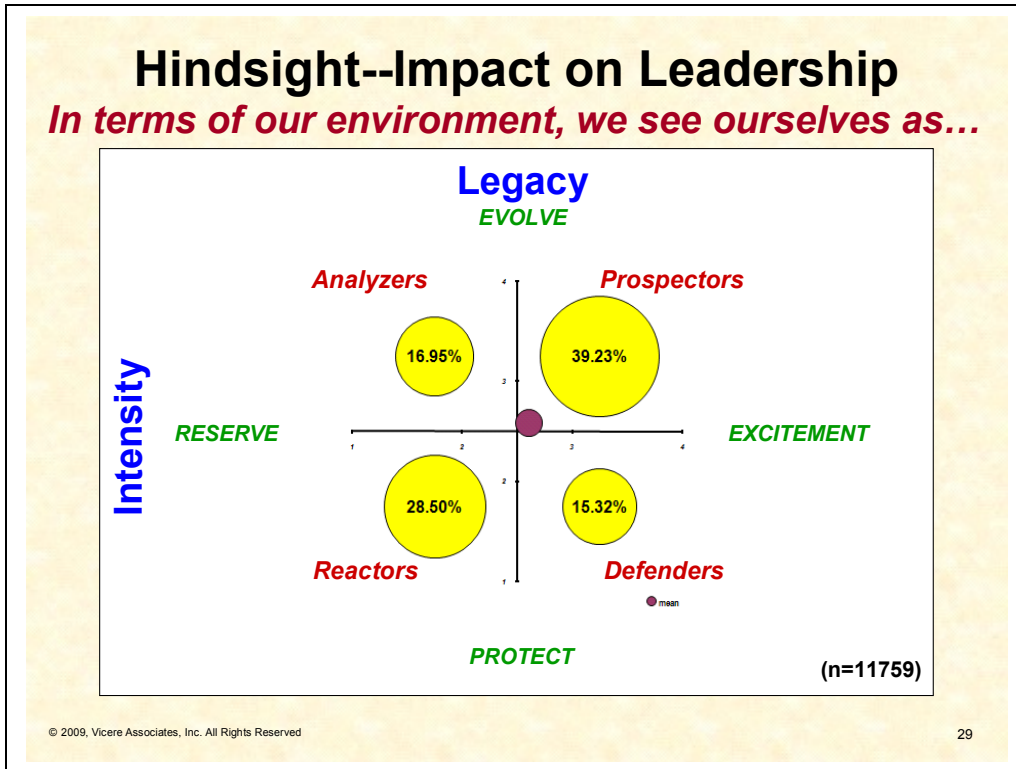 Hindsight--Impact on Leadership
In terms of our environment, we see ourselves as…
Legacy
EVOLVE
Analyzers
Prospectors
4
16.95%
39.23%
3
Intensity
RESERVE
EXCITEMENT
1
2
3
4
2
28.50%
15.32%
Reactors
Defenders
1
mean
PROTECT
(n=11759)
© 2009, Vicere Associates, Inc. All Rights Reserved
29